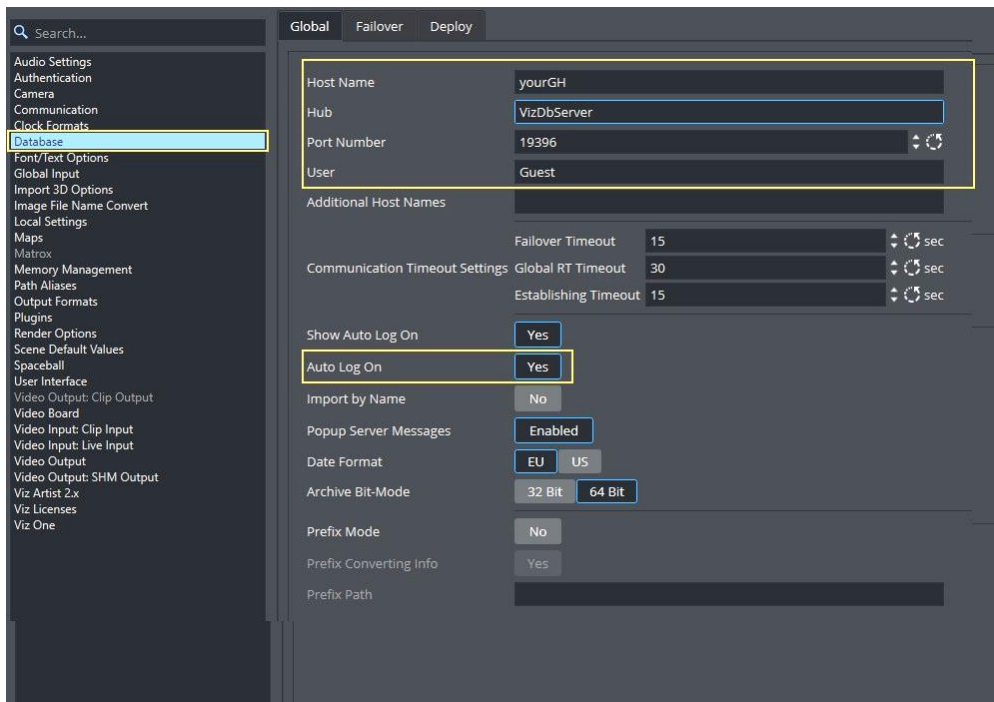 Search...
Audio Settings
Authentication
Camera
Communication
Clock Formats
Database
Font/Text Options
Global Input
Import 3D Options
Image File Name Convert
Local Settings
Maps
Matrox
Memory Management
Path Aliases
Output Formats
Plugins
Render Options
Scene Default Values
Spaceball
User Interface
Video Output: Clip Output
Video Board
Video Input: Clip Input
Video Input: Live Input
Video Output
Video Output: SHM Output
Viz Artist 2.x
Viz Licenses
Viz One
Global Failover Deploy
Host Name yourGH
Hub VizDbServer
Port Number 19396
User Guest
Additional Host Names
Failover Timeout 15 sec
Communication Timeout Settings Global RT Timeout 30 sec
Establishing Timeout 15 sec
Show Auto Log On Yes
Auto Log On Yes
Import by Name No
Popup Server Messages Enabled
Date Format EU US
Archive Bit-Mode 32 Bit 64 Bit
Prefix Mode No
Prefix Converting Info Yes
Prefix Path